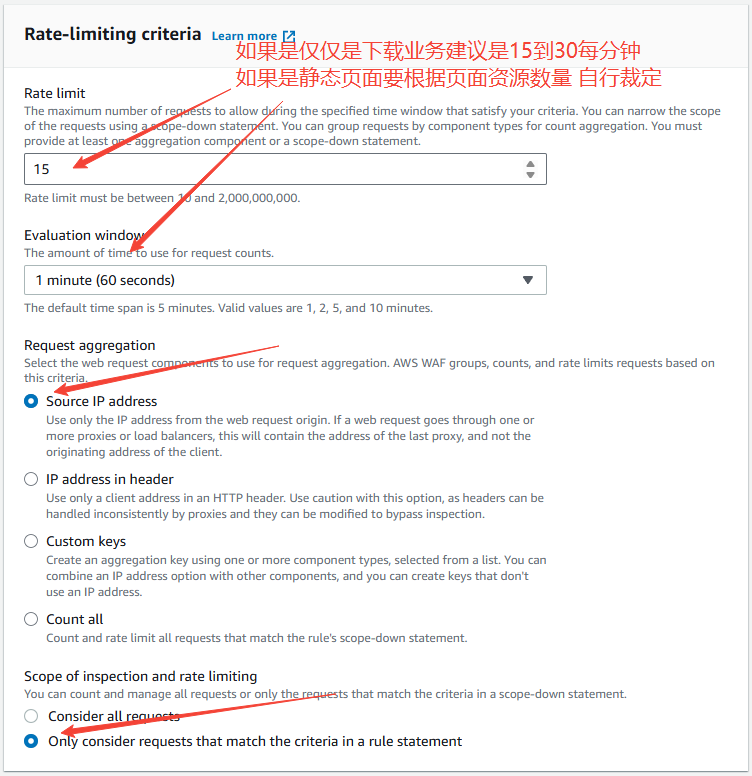 Rate-limiting criteria Learn more
如果是仅仅是下载业务建议是15到30每分钟
如果是静态页面要根据页面资源数量 自行裁定
Rate limit
The maximum number of requests to allow during the specified time window that satisfy your criteria. You can narrow the scope
of the requests using a scope-down statement. You can group requests by component types for count aggregation. You must
provide at least one aggregation component or a scope-down statement.
15
Rate limit must be between 10 and 2,000,000,000.
Evaluation window
The amount of time to use for request counts.
1 minute (60 seconds)
The default time span is 5 minutes. Valid values are 1, 2, 5, and 10 minutes.
Request aggregation
Select the web request components to use for request aggregation. AWS WAF groups, counts, and rate limits requests based on
this criteria.
Source IP address
Use only the IP address from the web request origin. If a web request goes through one or
more proxies or load balancers, this will contain the address of the last proxy, and not the
originating address of the client.
IP address in header
Use only a client address in an HTTP header. Use caution with this option, as headers can be
handled inconsistently by proxies and they can be modified to bypass inspection.
Custom keys
Create an aggregation key using one or more component types, selected from a list. You can
combine an IP address option with other components, and you can create keys that don't
use an IP address.
Count all
Count and rate limit all requests that match the rule's scope-down statement.
Scope of inspection and rate limiting
You can count and manage all requests or only the requests that match the criteria in a scope-down statement.
Consider all requests
Only consider requests that match the criteria in a rule statement